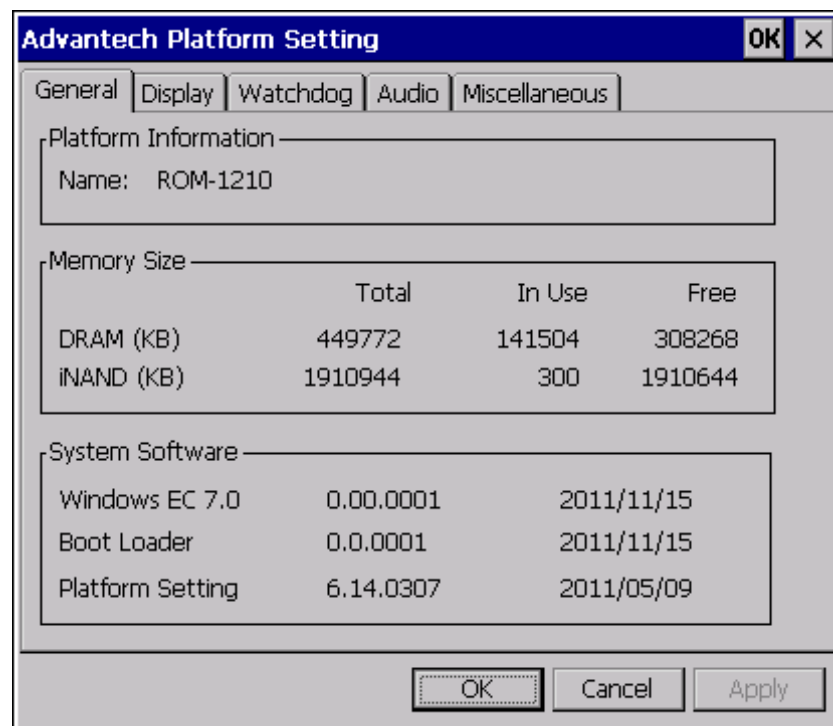 Advantech Platform Setting OK ×
General Display Watchdog Audio Miscellaneous
Platform Information
Name: ROM-1210
Memory Size
Total In Use Free
DRAM (KB) 449772 141504 308268
iNAND (KB) 1910944 300 1910644
System Software
Windows EC 7.0 0.00.0001 2011/11/15
Boot Loader 0.0.0001 2011/11/15
Platform Setting 6.14.0307 2011/05/09
OK Cancel Apply